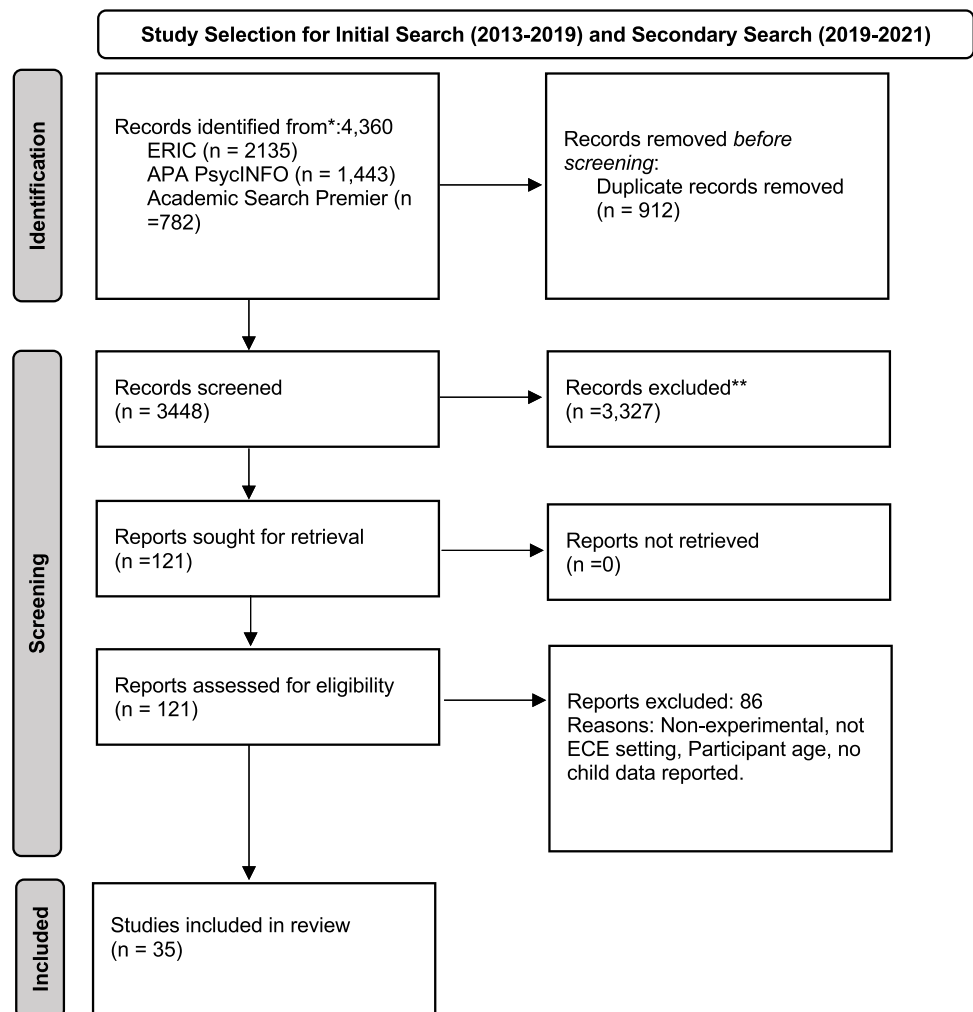 Study Selection for Initial Search (2013-2019) and Secondary Search (2019-2021)
Identification
Records identified from*:4,360
ERIC (n = 2135)
APA PsycINFO (n = 1,443)
Academic Search Premier (n
=782)
Records removed before
screening:
Duplicate records removed
(n = 912)
Screening
Records screened
(n = 3448)
Records excluded**
(n =3,327)
Reports sought for retrieval
(n =121)
Reports not retrieved
(n =0)
Reports assessed for eligibility
(n = 121)
Reports excluded: 86
Reasons: Non-experimental, not
ECE setting, Participant age, no
child data reported.
Included
Studies included in review
(n = 35)